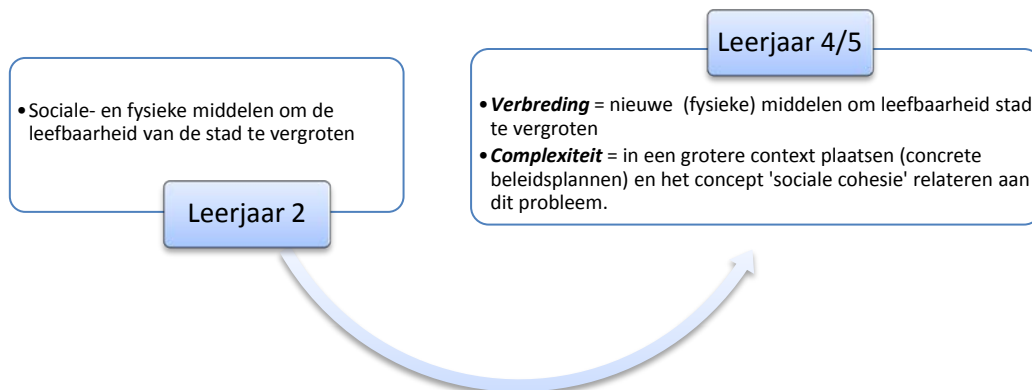 •Sociale- en fysieke middelen om de
leefbaarheid van de stad te vergroten
Leerjaar 2
Leerjaar 4/5
•Verbreding = nieuwe (fysieke) middelen om leefbaarheid stad
te vergroten
•Complexiteit = in een grotere context plaatsen (concrete
beleidsplannen) en het concept 'sociale cohesie' relateren aan
dit probleem.